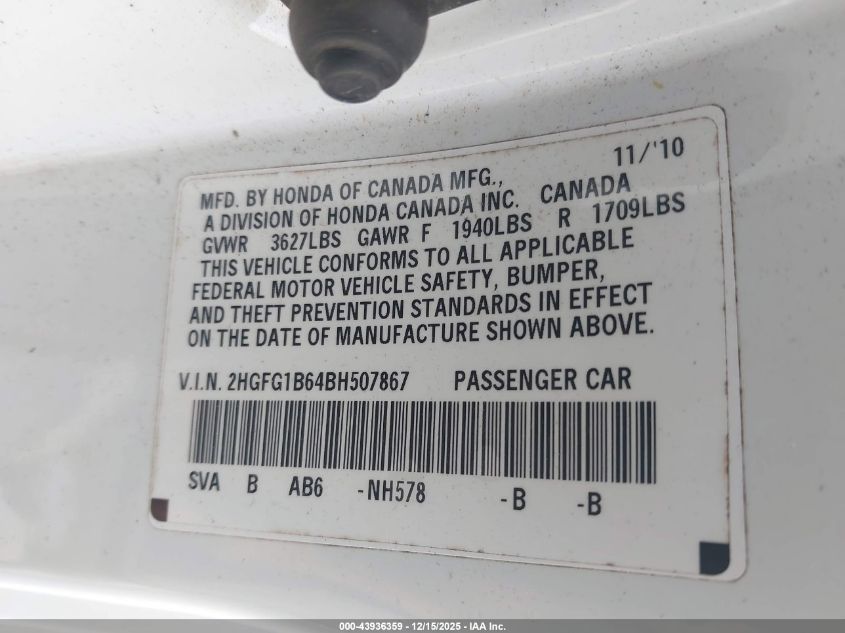 11/'10
MFD. BY HONDA OF CANADA MFG.,
A DIVISION OF HONDA CANADA INC. CANADA
GVWR 3627LBS GAWR F 1940LBS R 1709LBS
THIS VEHICLE CONFORMS TO ALL APPLICABLE
FEDERAL MOTOR VEHICLE SAFETY, BUMPER,
AND THEFT PREVENTION STANDARDS IN EFFECT
ON THE DATE OF MANUFACTURE SHOWN ABOVE.
V.I.N. 2HGFG1B64BH507867 PASSENGER CAR
SVA B AB6 -NH578 -B -B
000-43936359 - 12/15/2025 - IAA Inc.